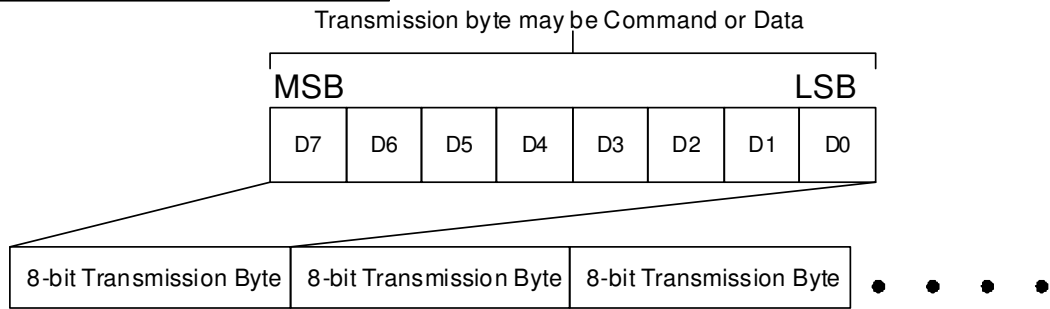 Transmission byte may be Command or Data
MSB LSB
D7 D6 D5 D4 D3 D2 D1 D0
8-bit Transmission Byte 8-bit Transmission Byte 8-bit Transmission Byte